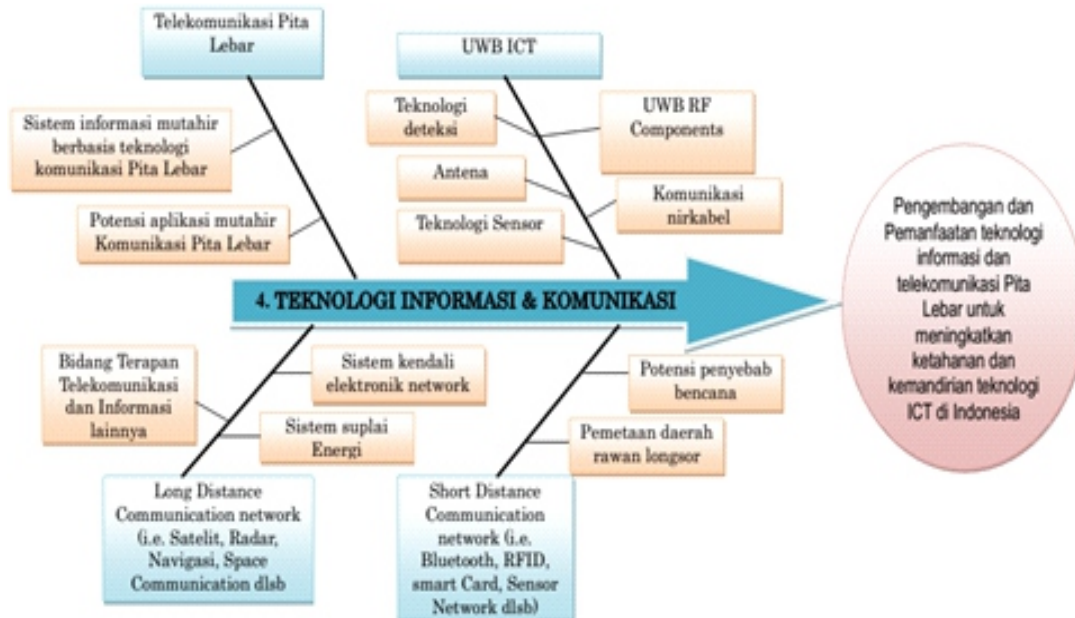 Telekomunikasi Pita
Lebar
UWB ICT
Sistem informasi mutahir
berbasis teknologi
komunikasi Pita Lebar
Potensi aplikasi mutahir
Komunikasi Pita Lebar
Teknologi
deteksi
UWB RF
Components
Antena
Komunikasi
nirkabel
Teknologi Sensor
4. TEKNOLOGI INFORMASI & KOMUNIKASI
Pengembangan dan
Pemanfaatan teknologi
informasi dan
telekomunikasi Pita
Lebar untuk
meningkatkan
ketahanan dan
kemandirian teknologi
ICT di Indonesia
Bidang Terapan
Telekomunikasi
dan Informasi
lainnya
Sistem kendali
elektronik network
Sistem suplai
Energi
Potensi penyebab
bencana
Pemetaan daerah
rawan longsor
Long Distance
Communication network
(i.e. Satelit, Radar,
Navigasi, Space
Communication dlsb
Short Distance
Communication
network (i.e.
Bluetooth, RFID,
smart Card, Sensor
Network dlsb)